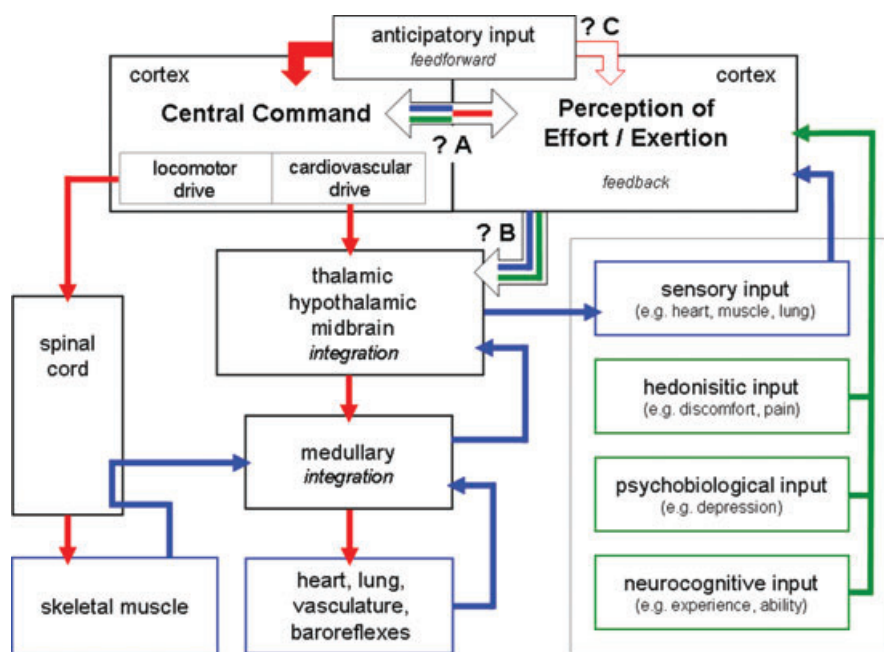 anticipatory input
feedforward
? C
cortex
cortex
Central Command
Perception of
Effort / Exertion
? A
locomotor
drive
cardiovascular
drive
feedback
? B
thalamic
hypothalamic
midbrain
integration
sensory input
(e.g. heart, muscle, lung)
spinal
cord
hedonisitic input
(e.g. discomfort, pain)
medullary
integration
psychobiological input
(e.g. depression)
skeletal muscle
heart, lung,
vasculature,
baroreflexes
neurocognitive input
(e.g. experience, ability)